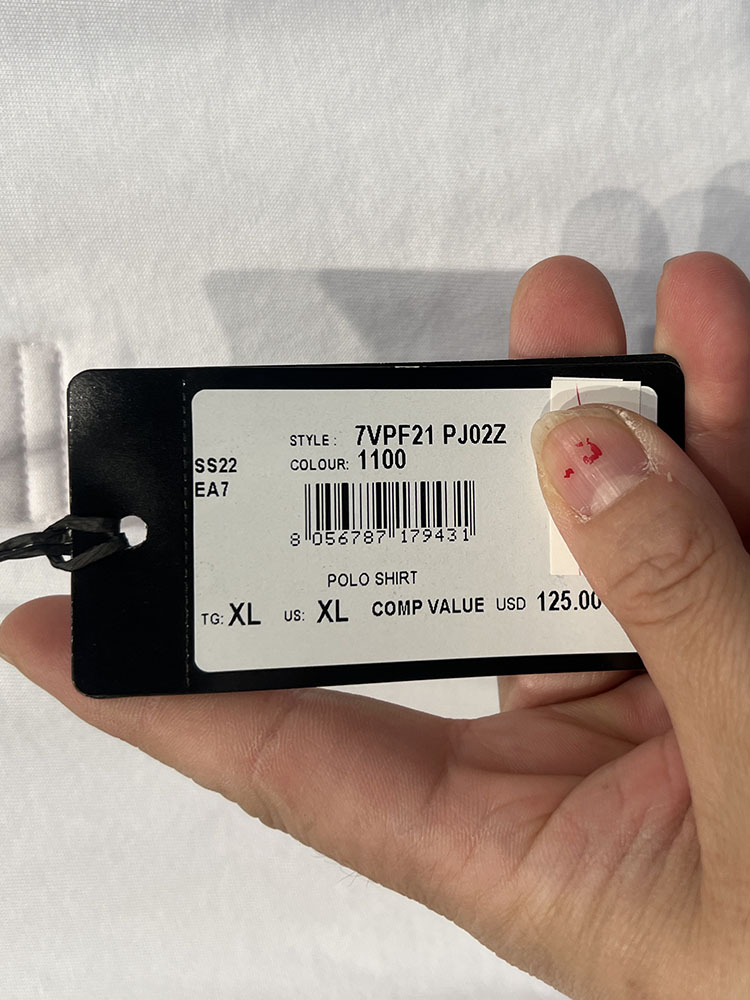 STYLE: 7VPF21 PJ02Z
SS22 COLOUR: 1100
EA7
8 056787 179431
POLO SHIRT
TG: XL US: XL COMP VALUE USD 125.00